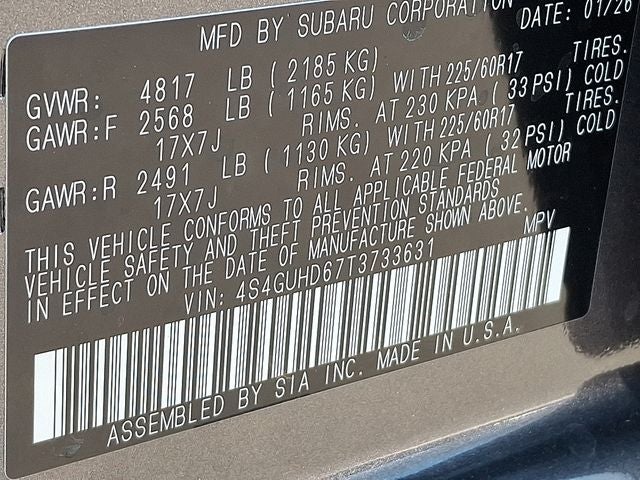 MFD BY SUBARU CORPORATION DATE: 01/26
GVWR: 4817 LB ( 2185 KG)
GAWR:F 2568 LB ( 1165 KG) WITH 225/60R17 TIRES.
17X7J RIMS. AT 230 KPA ( 33 PSI) COLD
GAWR:R 2491 LB ( 1130 KG) WITH 225/60R17 TIRES.
17X7J RIMS. AT 220 KPA ( 32 PSI) COLD
THIS VEHICLE CONFORMS TO ALL APPLICABLE FEDERAL MOTOR
VEHICLE SAFETY AND THEFT PREVENTION STANDARDS
IN EFFECT ON THE DATE OF MANUFACTURE SHOWN ABOVE.
VIN: 4S4GUHD67T3733631 MPV
ASSEMBLED BY SIA INC. MADE IN U.S.A.